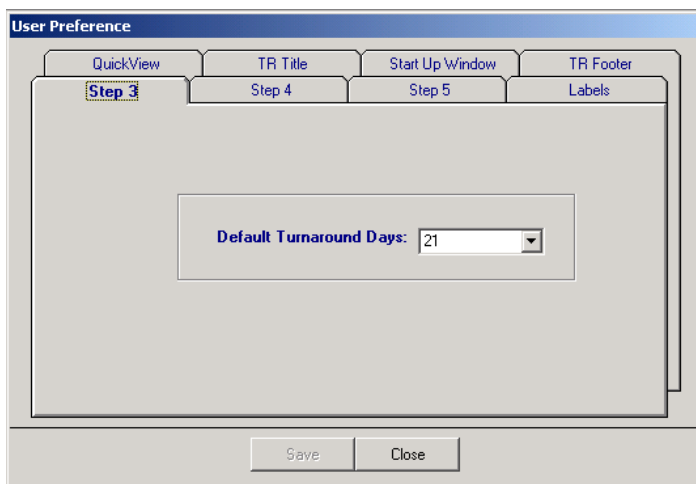 User Preference
QuickView TR Title Start Up Window TR Footer
Step 3 Step 4 Step 5 Labels
Default Turnaround Days: 21
Save Close